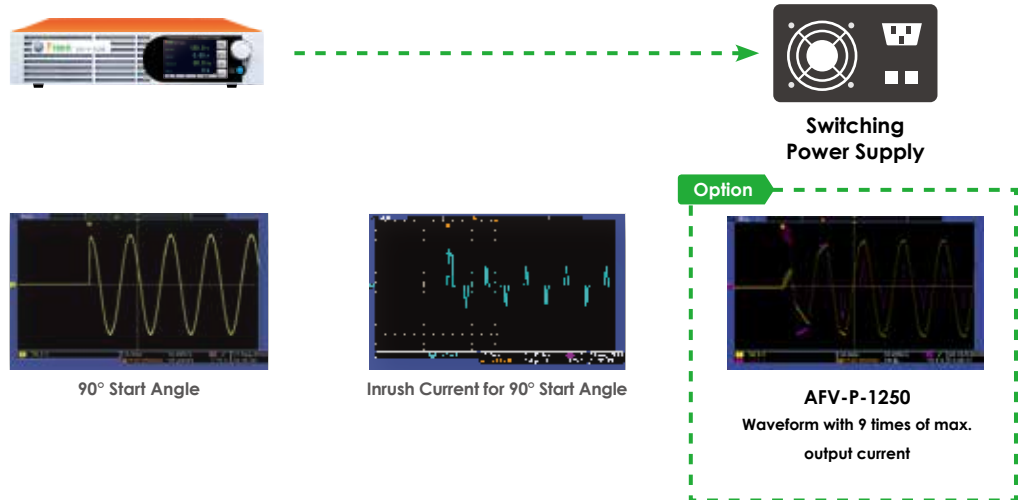 Switching
Power Supply
Option
90° Start Angle
Inrush Current for 90° Start Angle
AFV-P-1250
Waveform with 9 times of max.
output current